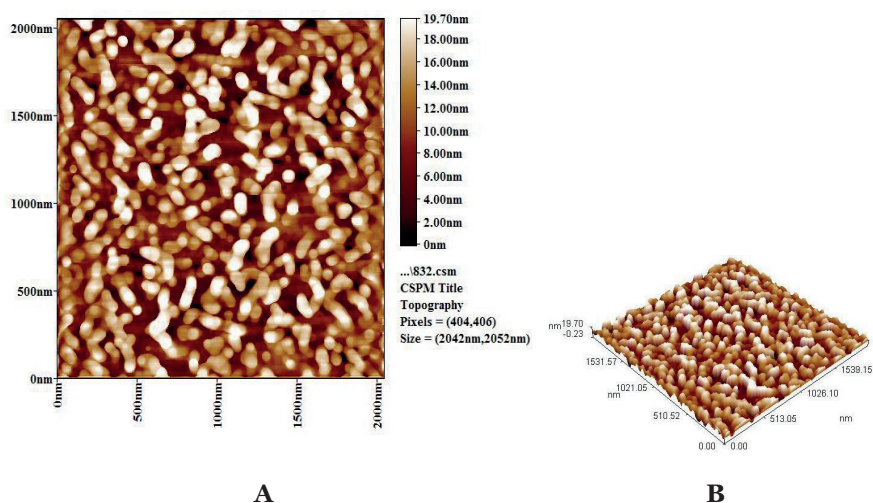 2000nm
1500nm
1000nm
500nm
0nm
0nm
500nm
1000nm
1500nm
2000nm
19.70nm
18.00nm
16.00nm
14.00nm
12.00nm
10.00nm
8.00nm
6.00nm
4.00nm
2.00nm
0nm
...\832.csm
CSPM Title
Topography
Pixels = (404,406)
Size = (2042nm,2052nm)
nm 19.70
-0.23
1531.57
1021.05
nm
510.52
0.00
0.00
513.05
nm
1026.10
1539.15
A
B